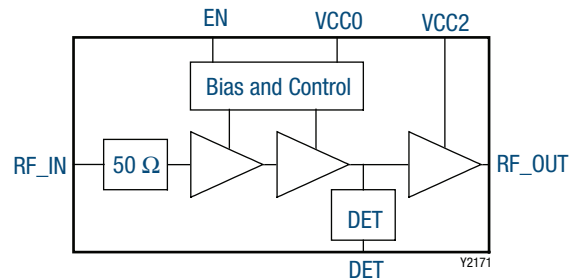 EN VCC0 VCC2
Bias and Control
RF_IN 50 Ω RF_OUT
DET
Y2171
DET